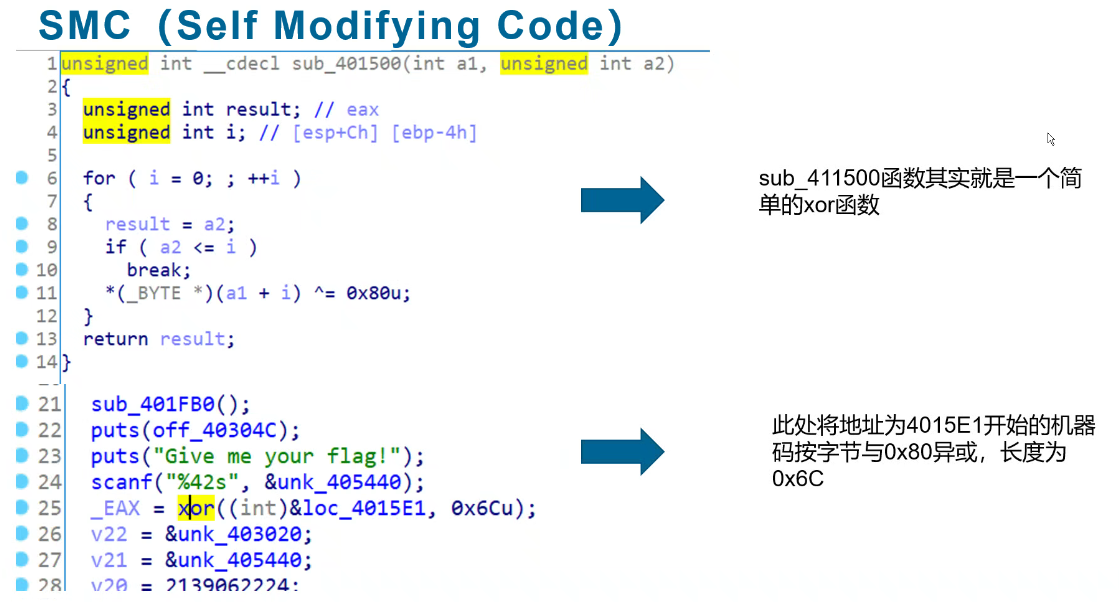 SMC（Self Modifying Code）
1 unsigned int __cdecl sub_401500(int a1, unsigned int a2)
2 {
3 unsigned int result; // eax
4 unsigned int i; // [esp+Ch] [ebp-4h]
5
6 for ( i = 0; ; ++i )
7 {
8 result = a2;
9 if ( a2 <= i )
10 break;
11 *(_BYTE *)(a1 + i) ^= 0x80u;
12 }
13 return result;
14 }
sub_411500函数其实就是一个简
单的xor函数
21 sub_401FB0();
22 puts(off_40304C);
23 puts("Give me your flag!");
24 scanf("%42s", &unk_405440);
25 _EAX = xor((int)&loc_4015E1, 0x6Cu);
26 v22 = &unk_403020;
27 v21 = &unk_405440;
28 v20 = 2139062224;
此处将地址为4015E1开始的机器
码按字节与0x80异或，长度为
0x6C